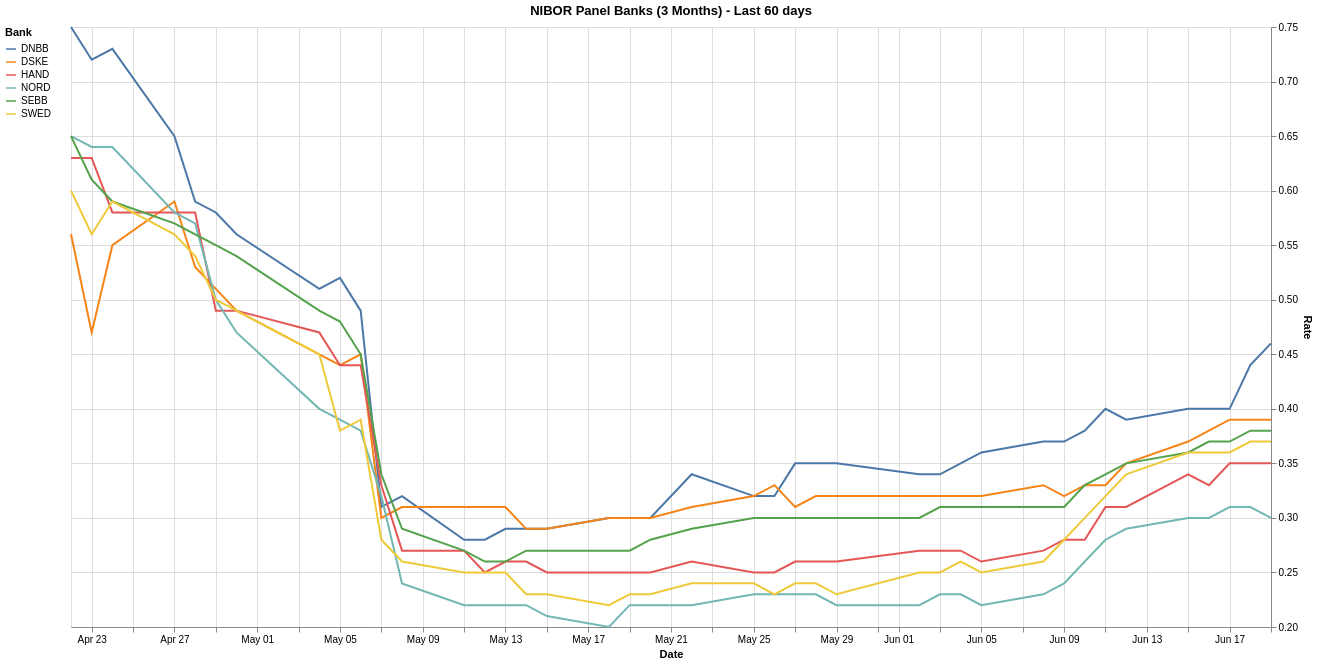 NIBOR Panel Banks (3 Months) - Last 60 days
Bank
DNBB
DSKE
HAND
NORD
SEBB
SWED
0.75
0.70
0.65
0.60
0.55
0.50
0.45
0.40
0.35
0.30
0.25
0.20
Rate
Apr 23 Apr 27 May 01 May 05 May 09 May 13 May 17 May 21 May 25 May 29 Jun 01 Jun 05 Jun 09 Jun 13 Jun 17
Date